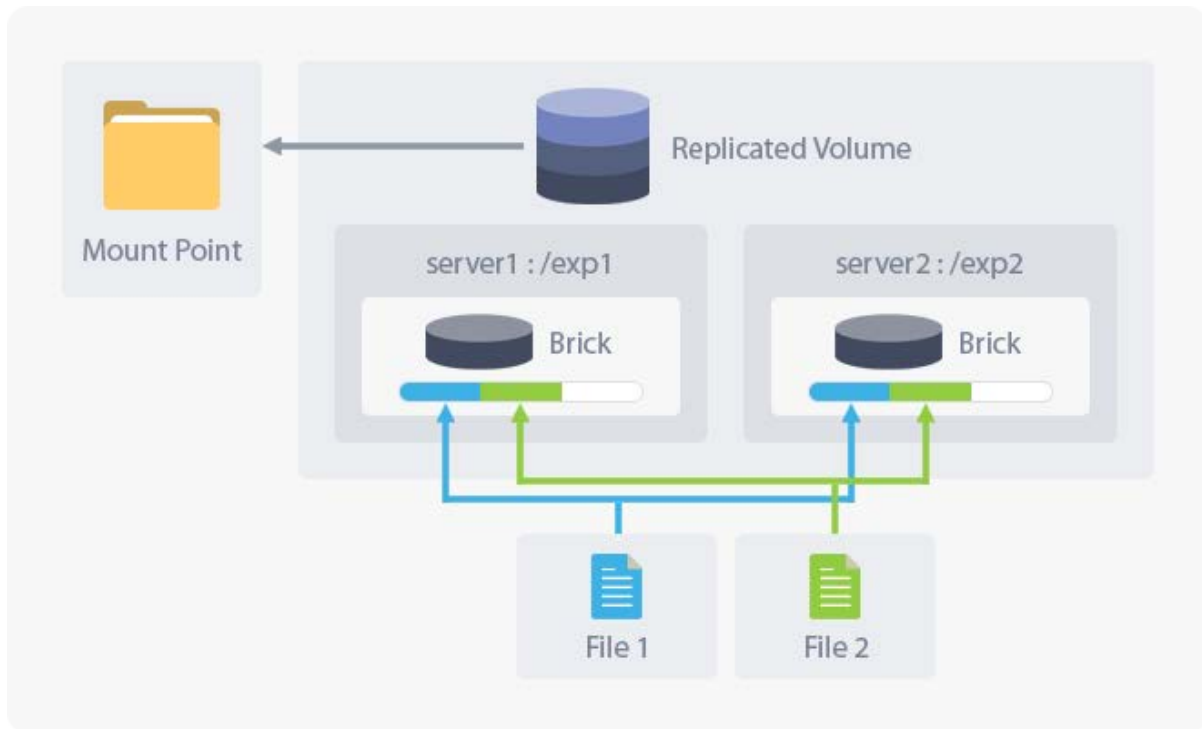 Replicated Volume
Mount Point
server1 : /exp1
server2 : /exp2
Brick
Brick
File 1
File 2